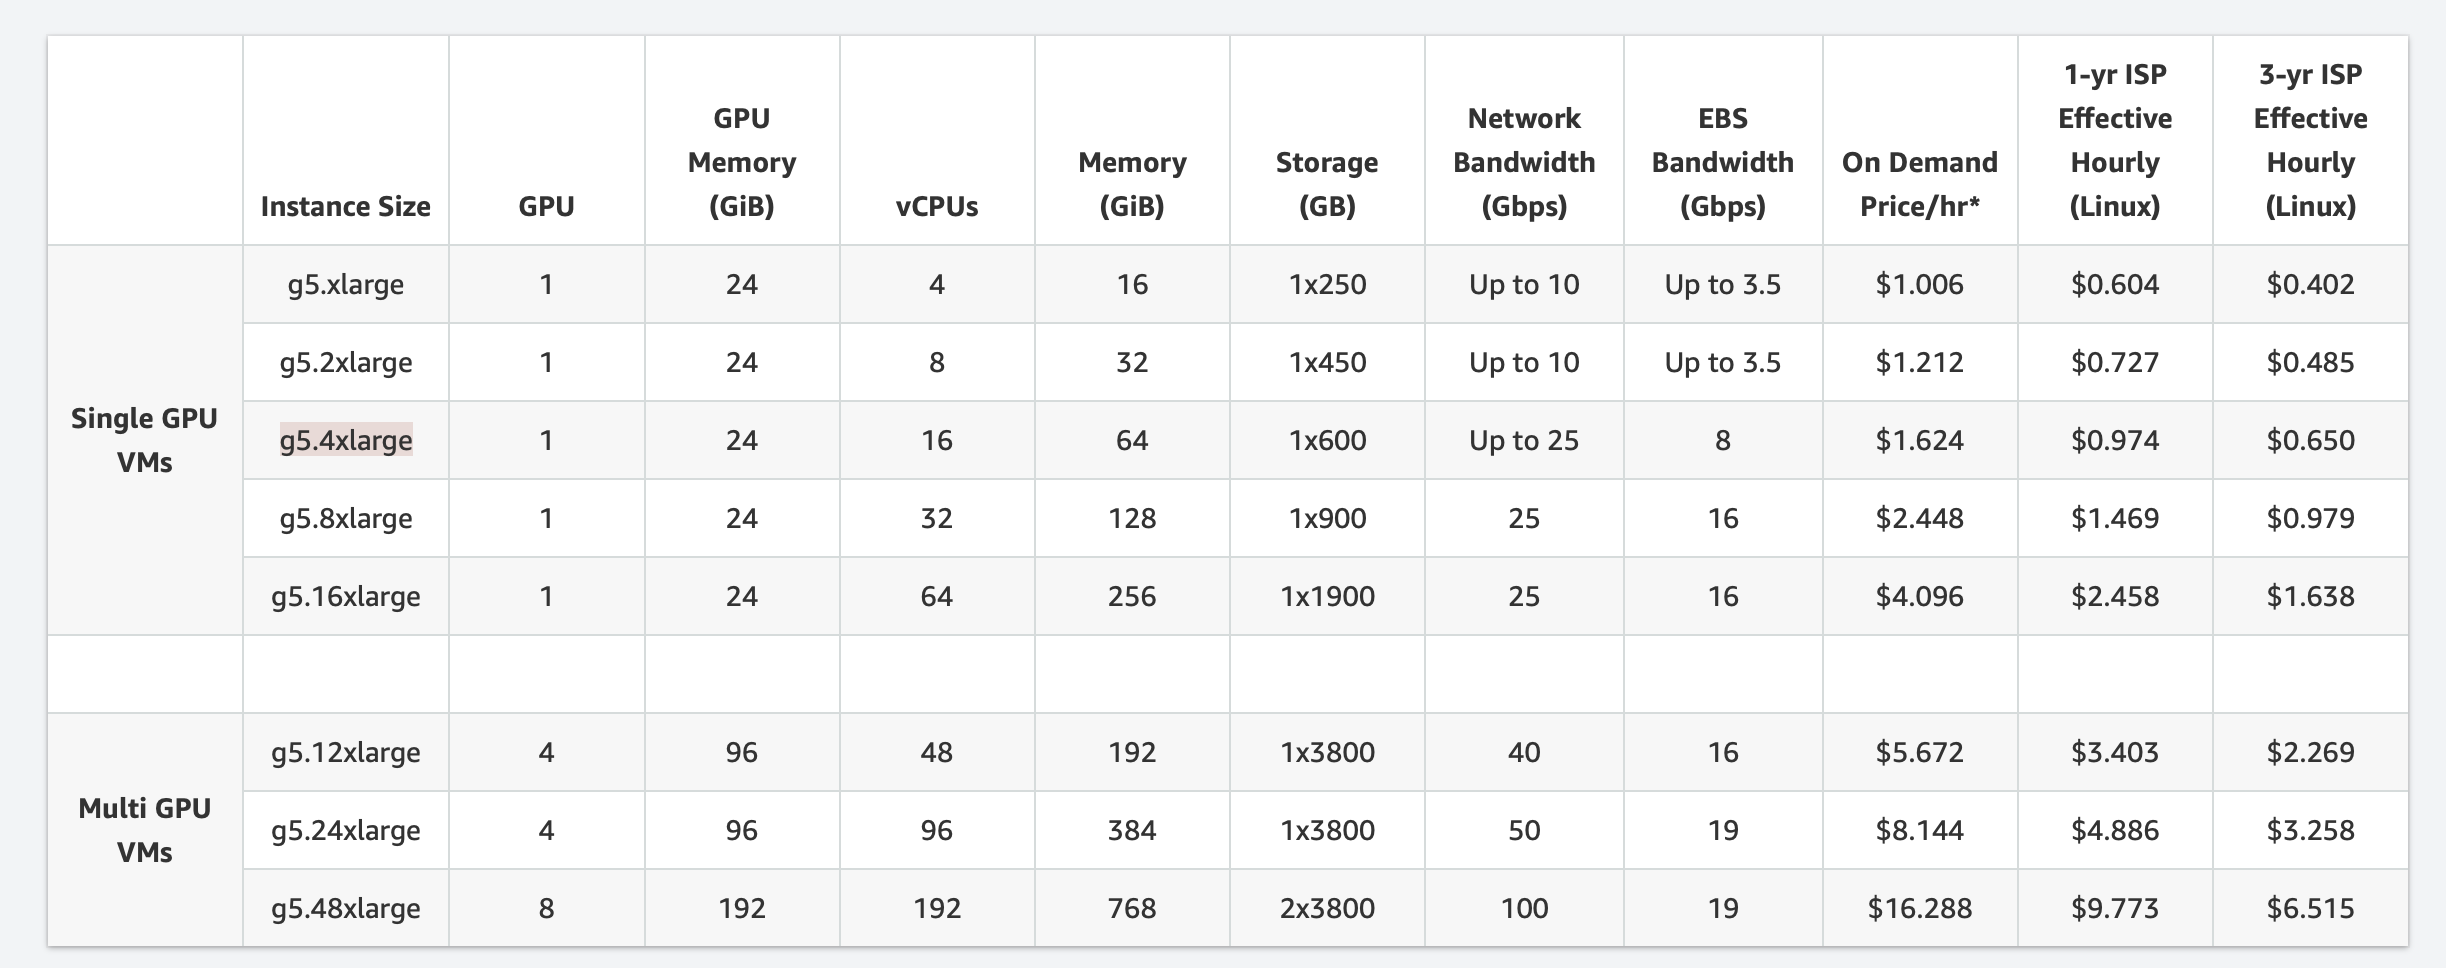 Instance Size GPU GPU Memory (GiB) vCPUs Memory (GiB) Storage (GB) Network Bandwidth (Gbps) EBS Bandwidth (Gbps) On Demand Price/hr* 1-yr ISP Effective Hourly (Linux) 3-yr ISP Effective Hourly (Linux)
Single GPU VMs
g5.xlarge 1 24 4 16 1x250 Up to 10 Up to 3.5 $1.006 $0.604 $0.402
g5.2xlarge 1 24 8 32 1x450 Up to 10 Up to 3.5 $1.212 $0.727 $0.485
g5.4xlarge 1 24 16 64 1x600 Up to 25 8 $1.624 $0.974 $0.650
g5.8xlarge 1 24 32 128 1x900 25 16 $2.448 $1.469 $0.979
g5.16xlarge 1 24 64 256 1x1900 25 16 $4.096 $2.458 $1.638
Multi GPU VMs
g5.12xlarge 4 96 48 192 1x3800 40 16 $5.672 $3.403 $2.269
g5.24xlarge 4 96 96 384 1x3800 50 19 $8.144 $4.886 $3.258
g5.48xlarge 8 192 192 768 2x3800 100 19 $16.288 $9.773 $6.515